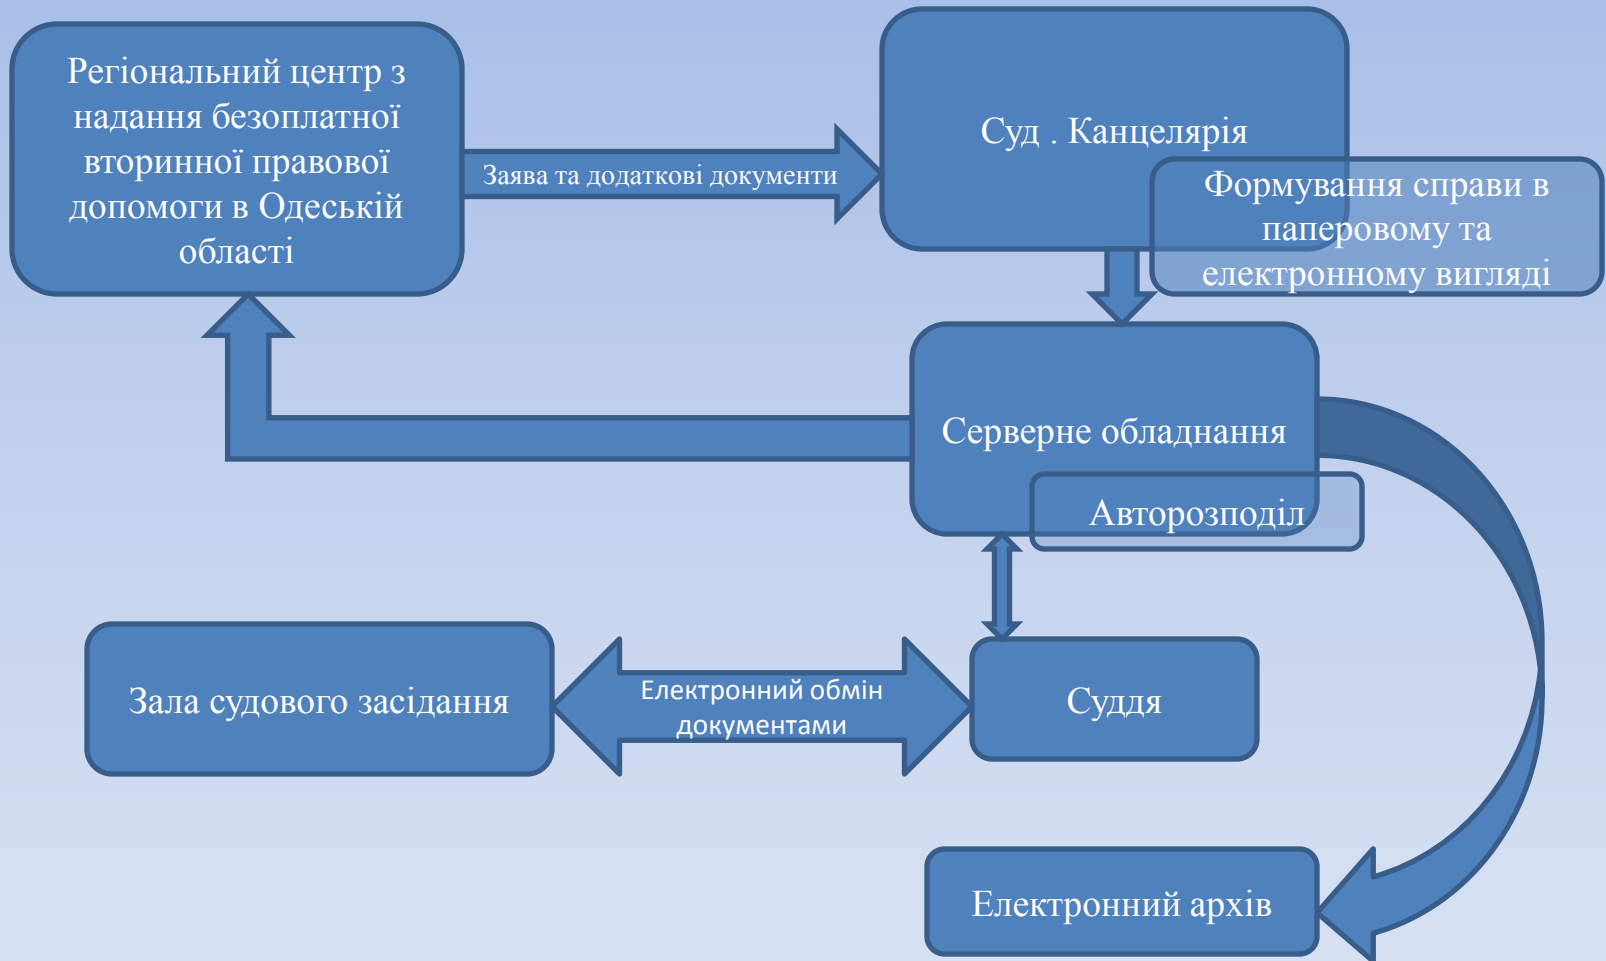 Регіональний центр з
надання безоплатної
вторинної правової
допомоги в Одеській
області
Заява та додаткові документи
Суд . Канцелярія
Формування справи в
паперовому та
електронному вигляді
Серверне обладнання
Авторозподіл
Зала судового засідання
Електронний обмін
документами
Суддя
Електронний архів